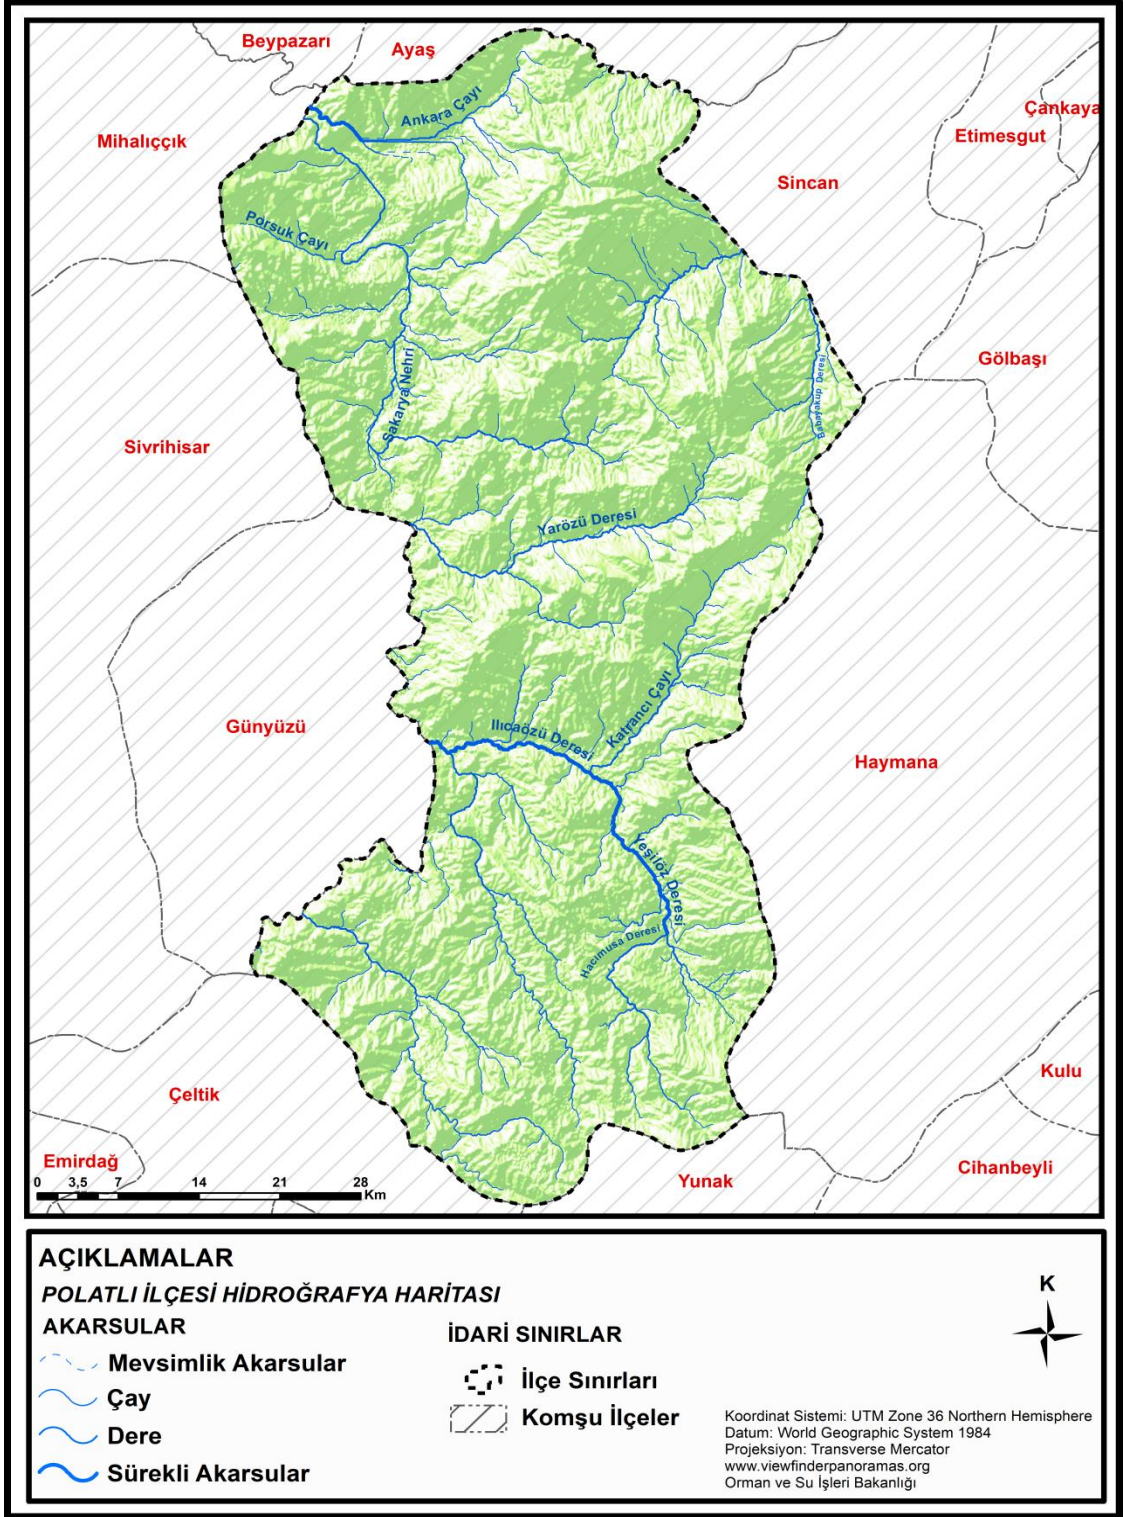 Beypazarı
Ayaş
Çankaya
Etimesgut
Mihalıççık
Ankara Çayı
Sincan
Porsuk Çayı
Gölbaşı
Sakarya Nehri
Babayakup Deresi
Sivrihisar
Yarözü Deresi
Günyüzü
Katrancı Çayı
Ilıcaözü Deresi
Haymana
Yeşilöz Deresi
Hacımusa Deresi
Kulu
Çeltik
Emirdağ
Yunak
Cihanbeyli
0 3,5 7 14 21 28
Km
AÇIKLAMALAR
POLATLI İLÇESİ HİDROĞRAFYA HARİTASI
AKARSULAR
Mevsimlik Akarsular
Çay
Dere
Sürekli Akarsular
İDARİ SINIRLAR
İlçe Sınırları
Komşu İlçeler
K
Koordinat Sistemi: UTM Zone 36 Northern Hemisphere
Datum: World Geographic System 1984
Projeksiyon: Transverse Mercator
www.viewfinderpanoramas.org
Orman ve Su İşleri Bakanlığı